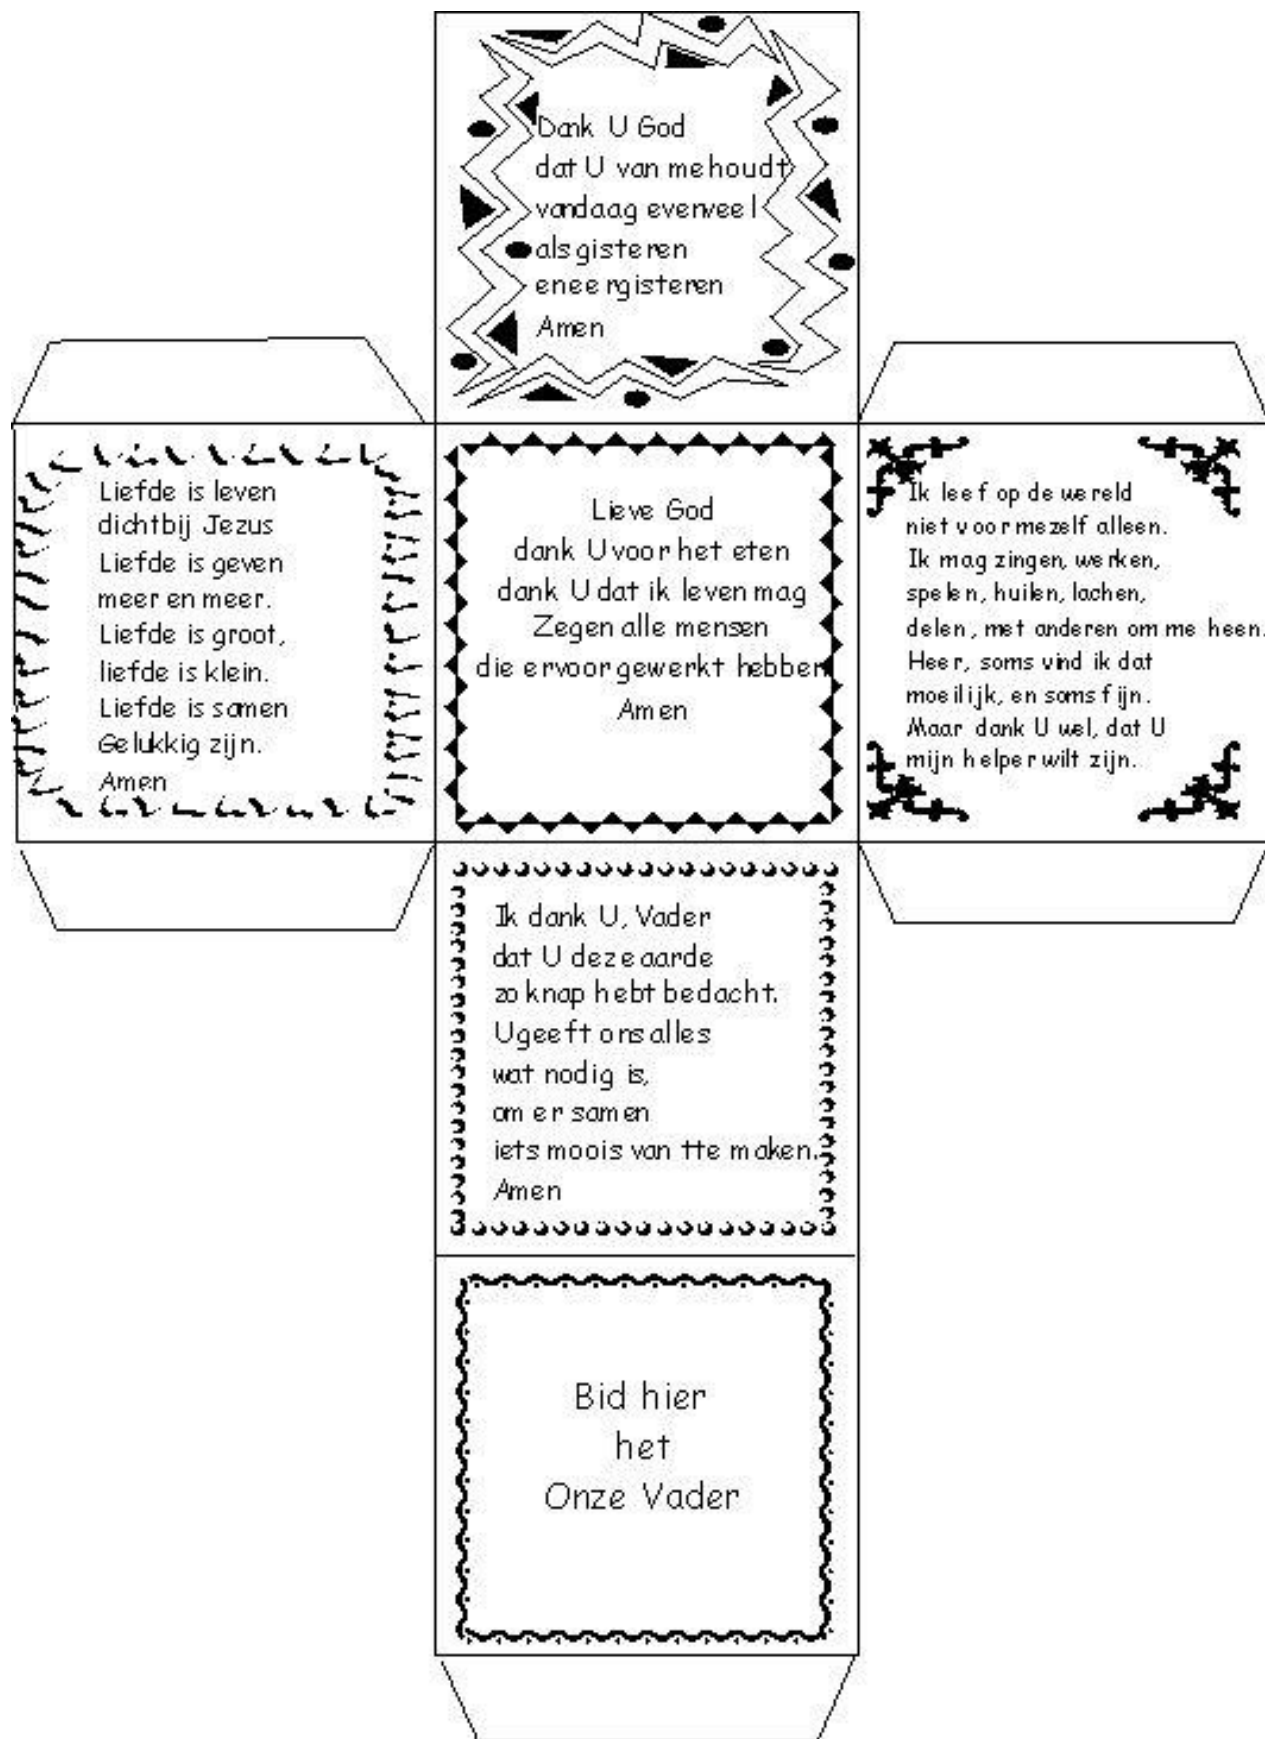 Dank U God
dat U van me houdt
vandaag evenveel
als gisteren
en eergisteren
Amen
Liefde is leven
dichtbij Jezus
Liefde is geven
meer en meer.
Liefde is groot,
liefde is klein.
Liefde is samen
Gelukkig zijn.
Amen
Lieve God
dank U voor het eten
dank U dat ik leven mag
Zegen alle mensen
die ervoor gewerkt hebben
Amen
Ik leef op de wereld
niet voor mezelf alleen.
Ik mag zingen, werken,
spelen, huilen, lachen,
delen, met anderen om me heen.
Heer, soms vind ik dat
moeilijk, en soms fijn.
Maar dank U wel, dat U
mijn helper wilt zijn.
Ik dank U, Vader
dat U deze aarde
zo knap hebt bedacht.
U geeft ons alles
wat nodig is,
om er samen
iets moois van tte maken.
Amen
Bid hier
het
Onze Vader